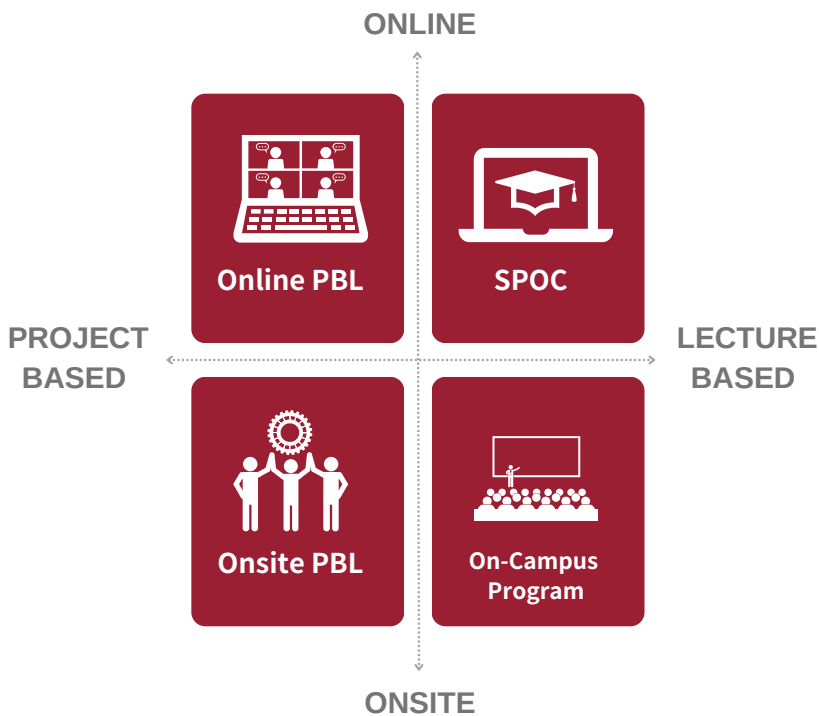 ONLINE
Online PBL
SPOC
PROJECT
BASED
LECTURE
BASED
Onsite PBL
On-Campus
Program
ONSITE